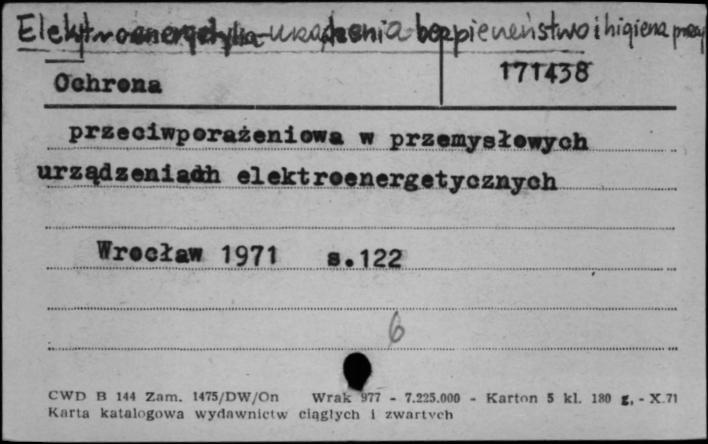 Elektroenergetyka-urządzenia-bezpieczeństwo i higiena pracy
171438
Ochrona
przeciwporażeniowa w przemysłowych
urządzeniach elektroenergetycznych
Wrocław 1971 s.122
6
CWD B 144 Zam. 1475/DW/On Wrak 977 - 7.225.000 - Karton 5 kl. 180 g, - X.71
Karta katalogowa wydawnictw ciągłych i zwartych